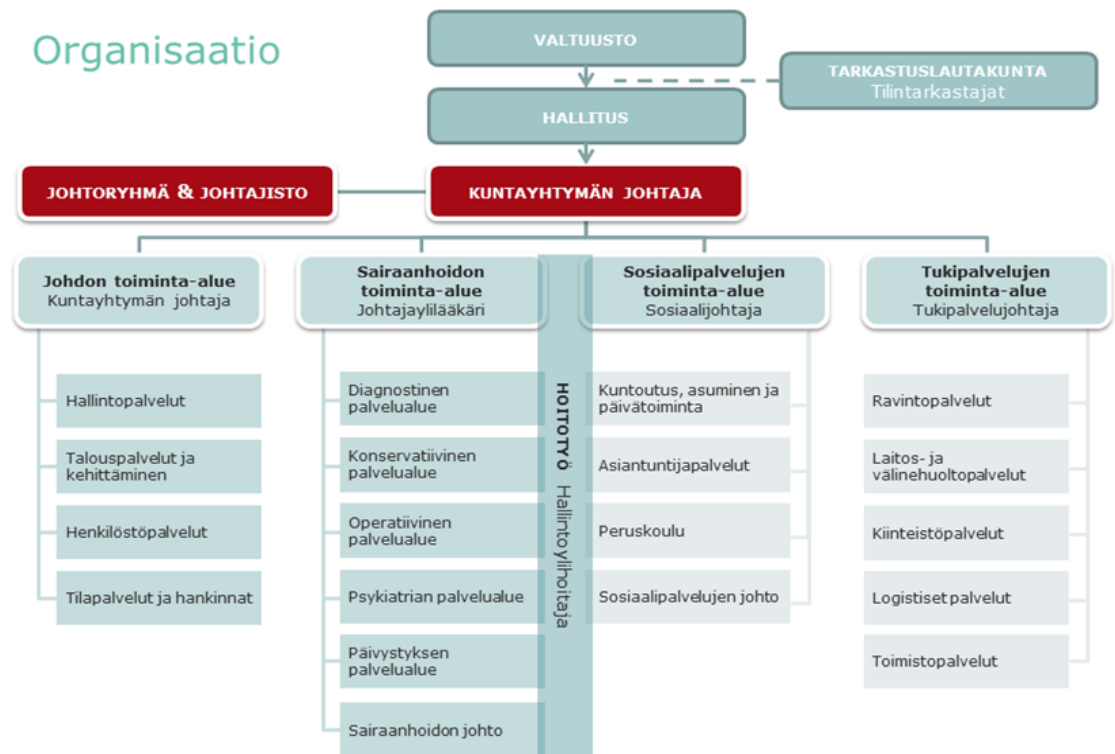 Organisaatio
VALTUUSTO
TARKASTUSLAUTAKUNTA
Tilintarkastajat
HALLITUS
JOHTORYHMÄ & JOHTAJISTO
KUNTAYHTYMÄN JOHTAJA
Johdon toiminta-alue
Kuntayhtymän johtaja
Hallintopalvelut
Talouspalvelut ja
kehittäminen
Henkilöstöpalvelut
Tilapalvelut ja hankinnat
Sairaanhoidon
toiminta-alue
Johtajaylilääkäri
Diagnostinen
palvelualue
Konservatiivinen
palvelualue
Operatiivinen
palvelualue
Psykiatrian palvelualue
Päivystyksen
palvelualue
Sairaanhoidon johto
HOITOTYÖ Hallintoylihoitaja
Sosiaalipalvelujen
toiminta-alue
Sosiaalijohtaja
Kuntoutus, asuminen ja
päivätoiminta
Asiantuntijapalvelut
Peruskoulu
Sosiaalipalvelujen johto
Tukipalvelujen
toiminta-alue
Tukipalvelujohtaja
Ravintopalvelut
Laitos- ja
välinehuoltopalvelut
Kiinteistöpalvelut
Logistiset palvelut
Toimistopalvelut